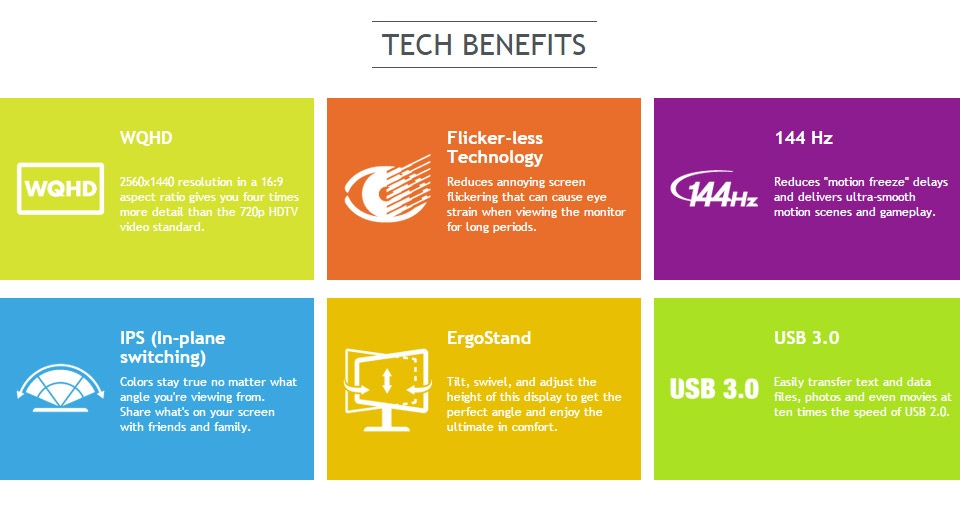 TECH BENEFITS
WQHD
WQHD
2560x1440 resolution in a 16:9
aspect ratio gives you four times
more detail than the 720p HDTV
video standard.
Flicker-less
Technology
Reduces annoying screen
flickering that can cause eye
strain when viewing the monitor
for long periods.
144 Hz
144Hz
Reduces "motion freeze" delays
and delivers ultra-smooth
motion scenes and gameplay.
IPS (In-plane
switching)
Colors stay true no matter what
angle you're viewing from.
Share what's on your screen
with friends and family.
ErgoStand
Tilt, swivel, and adjust the
height of this display to get the
perfect angle and enjoy the
ultimate in comfort.
USB 3.0
USB 3.0
Easily transfer text and data
files, photos and even movies at
ten times the speed of USB 2.0.